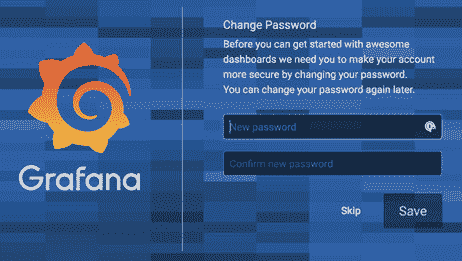 Grafana
Change Password
Before you can get started with awesome
dashboards we need you to make your account
more secure by changing your password.
You can change your password again later.
New password
Confirm new password
Skip
Save